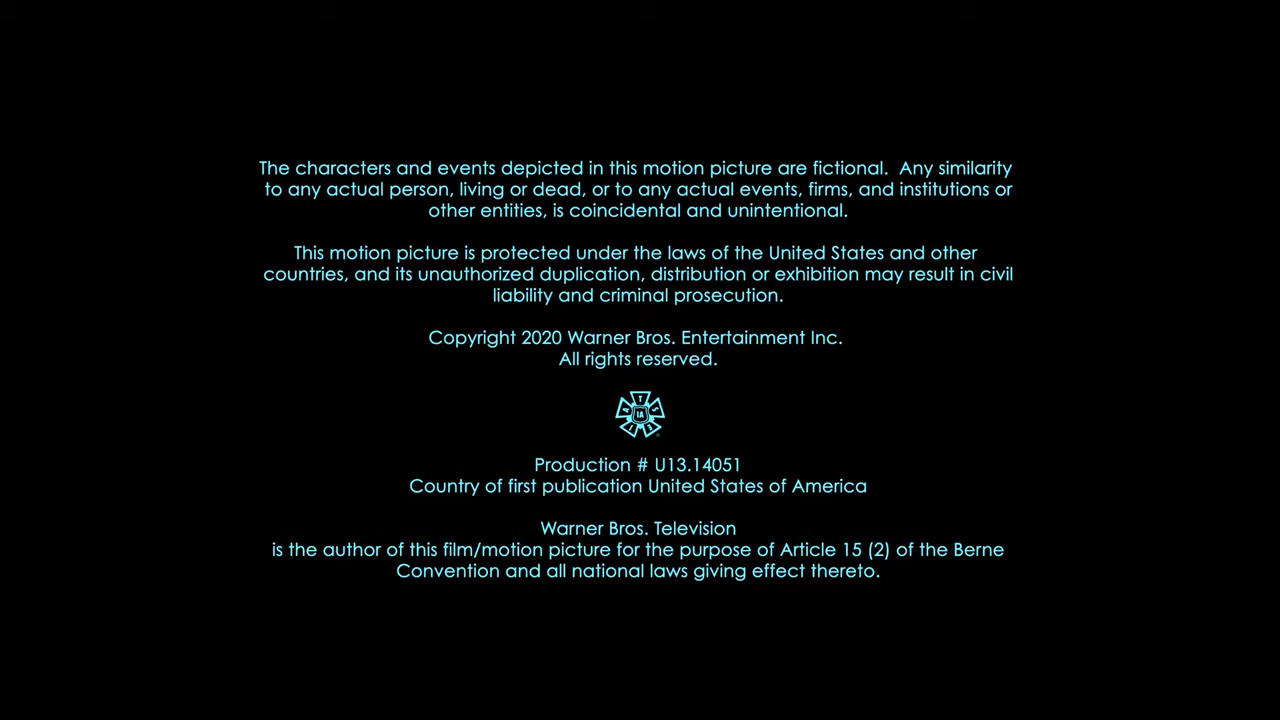 The characters and events depicted in this motion picture are fictional.  Any similarity
to any actual person, living or dead, or to any actual events, firms, and institutions or
other entities, is coincidental and unintentional.
This motion picture is protected under the laws of the United States and other
countries, and its unauthorized duplication, distribution or exhibition may result in civil
liability and criminal prosecution.
Copyright 2020 Warner Bros. Entertainment Inc.
All rights reserved.
IATSE
IA
Production # U13.14051
Country of first publication United States of America
Warner Bros. Television
is the author of this film/motion picture for the purpose of Article 15 (2) of the Berne
Convention and all national laws giving effect thereto.